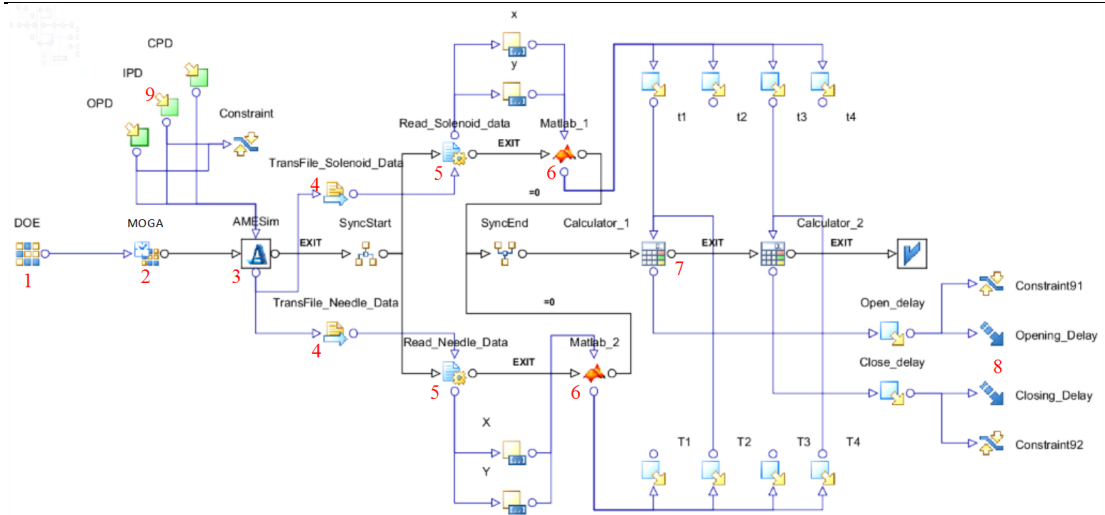 x
CPD
IPD
y
9
OPD
Constraint
Read_Solenoid_data
Matlab_1
t1
t2
t3
t4
EXIT
TransFile_Solenoid_Data
5
6
4
=0
DOE
MOGA
AMESim
SyncStart
SyncEnd
Calculator_1
Calculator_2
EXIT
EXIT
EXIT
1
2
3
7
Constraint91
TransFile_Needle_Data
=0
Open_delay
4
Opening_Delay
Read_Needle_Data
Matlab_2
EXIT
Close_delay
8
5
6
Closing_Delay
X
T1
T2
T3
T4
Constraint92
Y